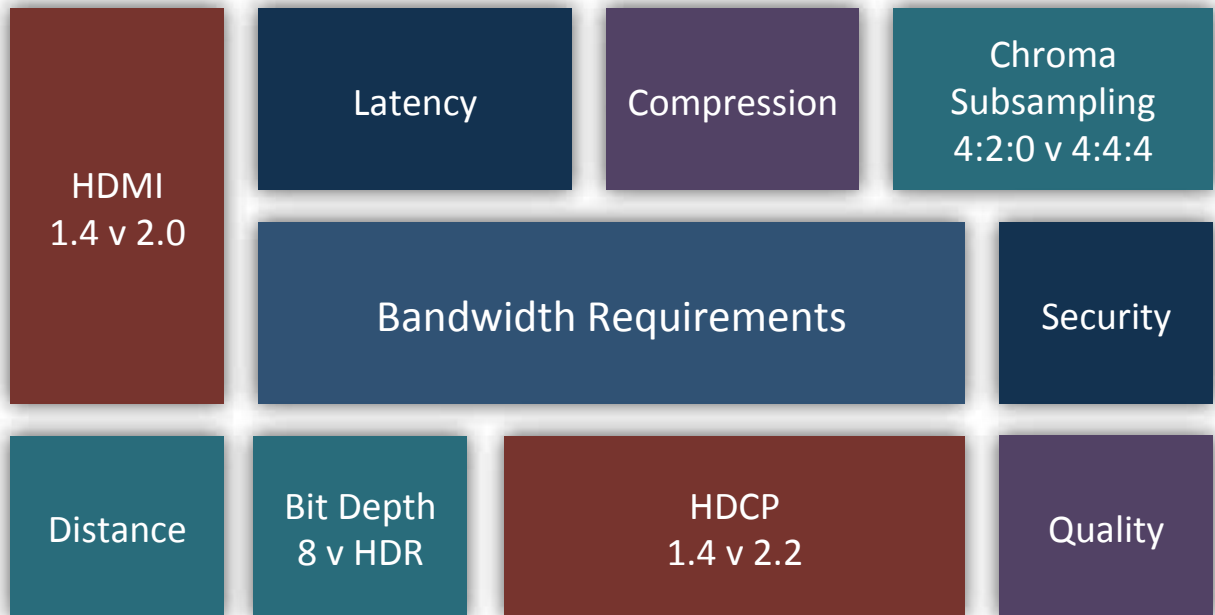 HDMI
1.4 v 2.0
Latency
Compression
Chroma
Subsampling
4:2:0 v 4:4:4
Bandwidth Requirements
Security
Distance
Bit Depth
8 v HDR
HDCP
1.4 v 2.2
Quality